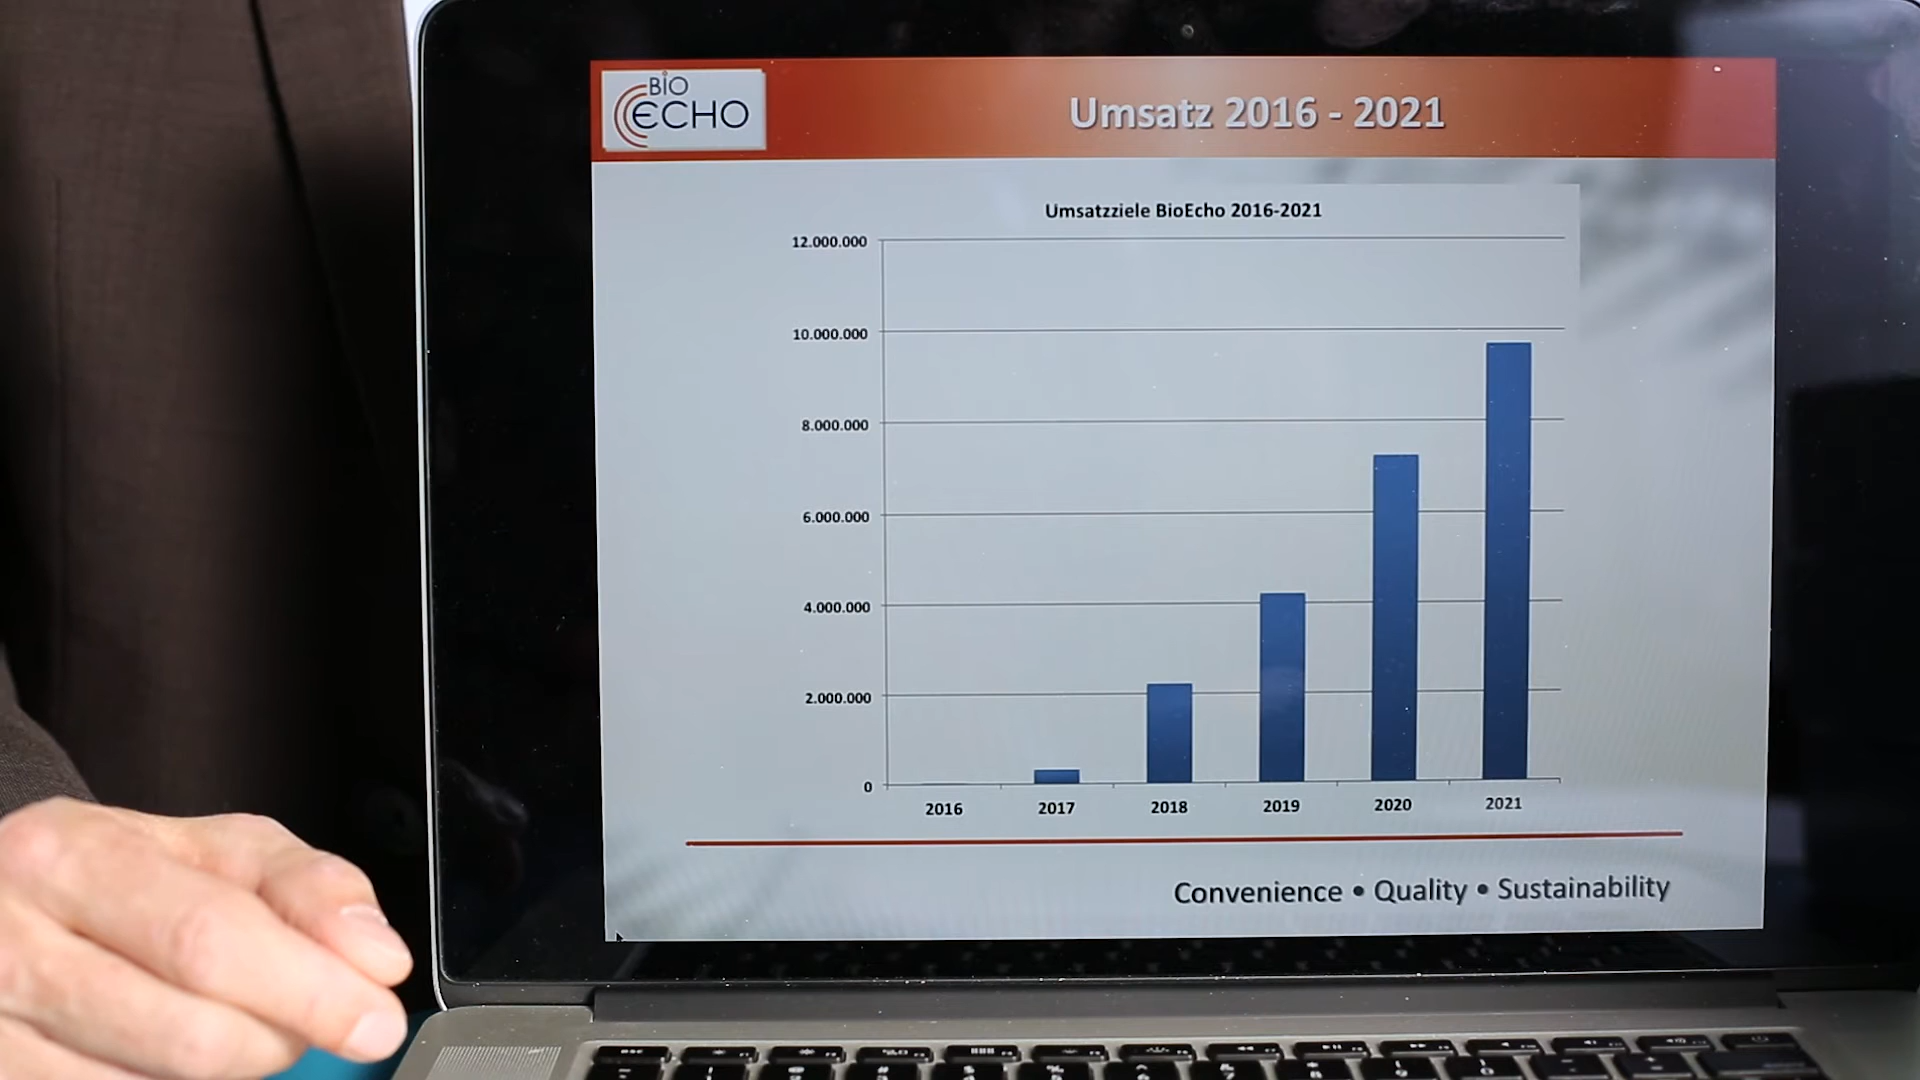 BIO
ECHO
Umsatz 2016 - 2021
Umsatzziele BioEcho 2016-2021
12.000.000
10.000.000
8.000.000
6.000.000
4.000.000
2.000.000
0
2016 2017 2018 2019 2020 2021
Convenience • Quality • Sustainability